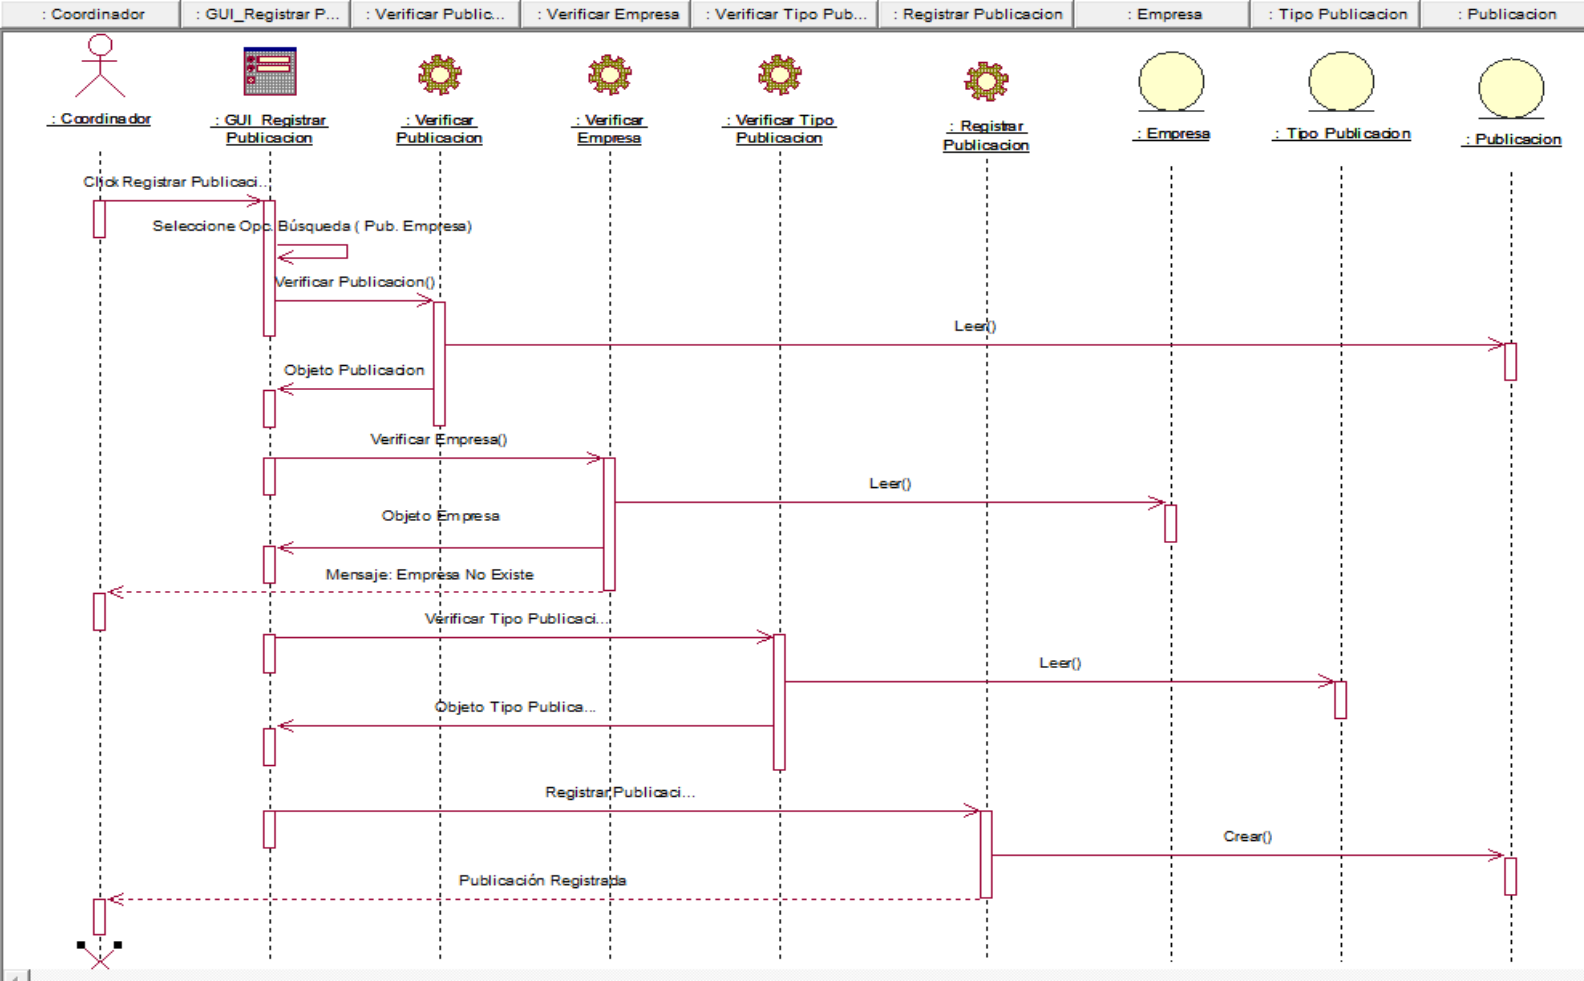 : Coordinador
: GUI_Registrar P...
: Verificar Public...
: Verificar Empresa
: Verificar Tipo Pub...
: Registrar Publicacion
: Empresa
: Tipo Publicacion
: Publicacion
: Coordinador
: GUI_Registrar
Publicacion
: Verificar
Publicacion
: Verificar
Empresa
: Verificar Tipo
Publicacion
: Registrar
Publicacion
: Empresa
: Tipo Publicacion
: Publicacion
Click Registrar Publicaci...
Seleccione Opc. Búsqueda ( Pub. Empresa)
Verificar Publicacion()
Leer()
Objeto Publicacion
Verificar Empresa()
Leer()
Objeto Empresa
Mensaje: Empresa No Existe
Verificar Tipo Publicaci...
Leer()
Objeto Tipo Publica...
Registrar Publicaci...
Crear()
Publicación Registrada